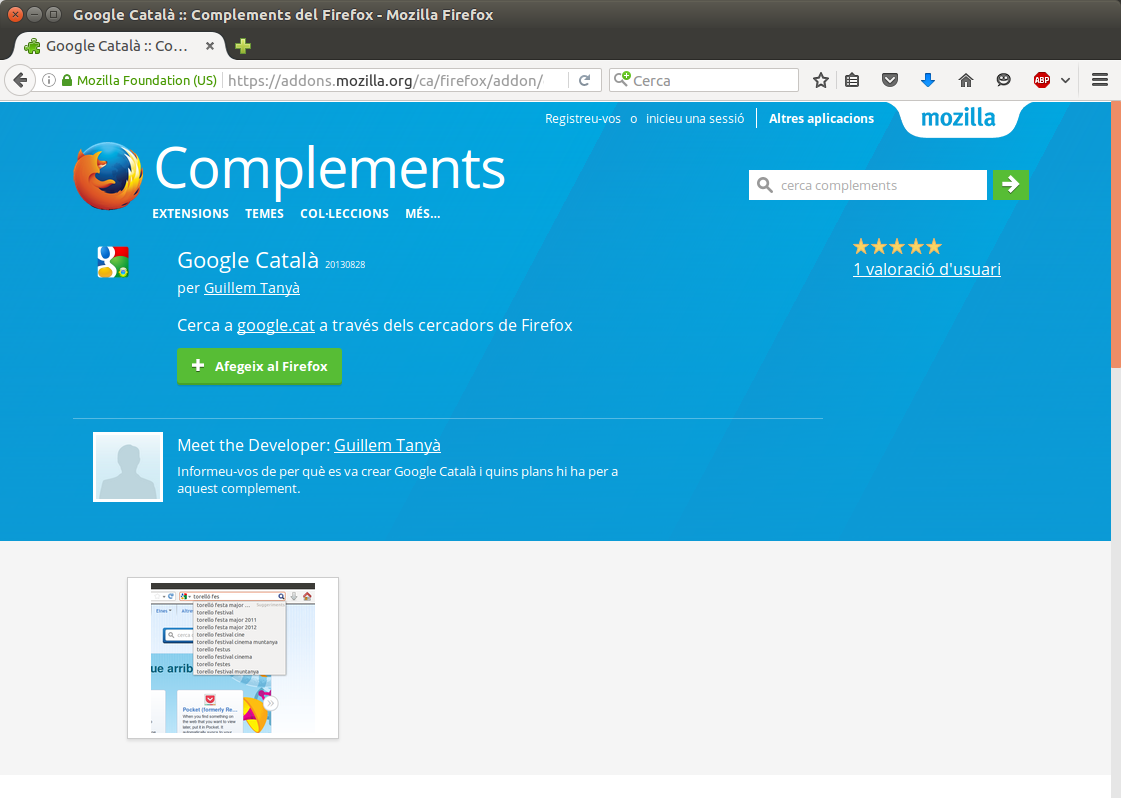 Google Català :: Complements del Firefox - Mozilla Firefox
Google Català :: Co...
Mozilla Foundation (US)
https://addons.mozilla.org/ca/firefox/addon/
Cerca
ABP
Registreu-vos o inicieu una sessió
Altres aplicacions
mozilla
Complements
cerca complements
EXTENSIONS TEMES COL·LECCIONS MÉS...
Google Català 20130828
1 valoració d'usuari
per Guillem Tanyà
Cerca a google.cat a través dels cercadors de Firefox
Afegeix al Firefox
Meet the Developer: Guillem Tanyà
Informeu-vos de per què es va crear Google Català i quins plans hi ha per a
aquest complement.
torelló fes
torelló festa major ...
torello festival
torello festa major 2011
torello festa major 2012
torello festival cine
torello festival cinema muntanya
torello festus
torello festival cinema
torello festes
torello festival muntanya
Eines
ue arrib
Pocket (formerly Re...
When you find something on
the web that you want to view
later, put it in Pocket. It